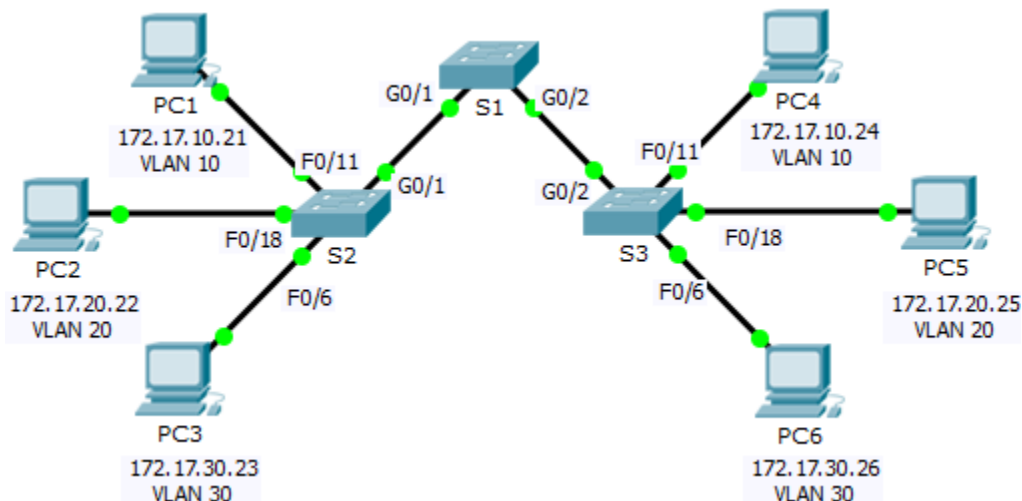 PC1
172.17.10.21
VLAN 10
G0/1
S1
G0/2
PC4
172.17.10.24
VLAN 10
F0/11
G0/1
F0/11
G0/2
F0/18
S2
S3
F0/18
PC2
172.17.20.22
VLAN 20
F0/6
F0/6
PC5
172.17.20.25
VLAN 20
PC3
172.17.30.23
VLAN 30
PC6
172.17.30.26
VLAN 30